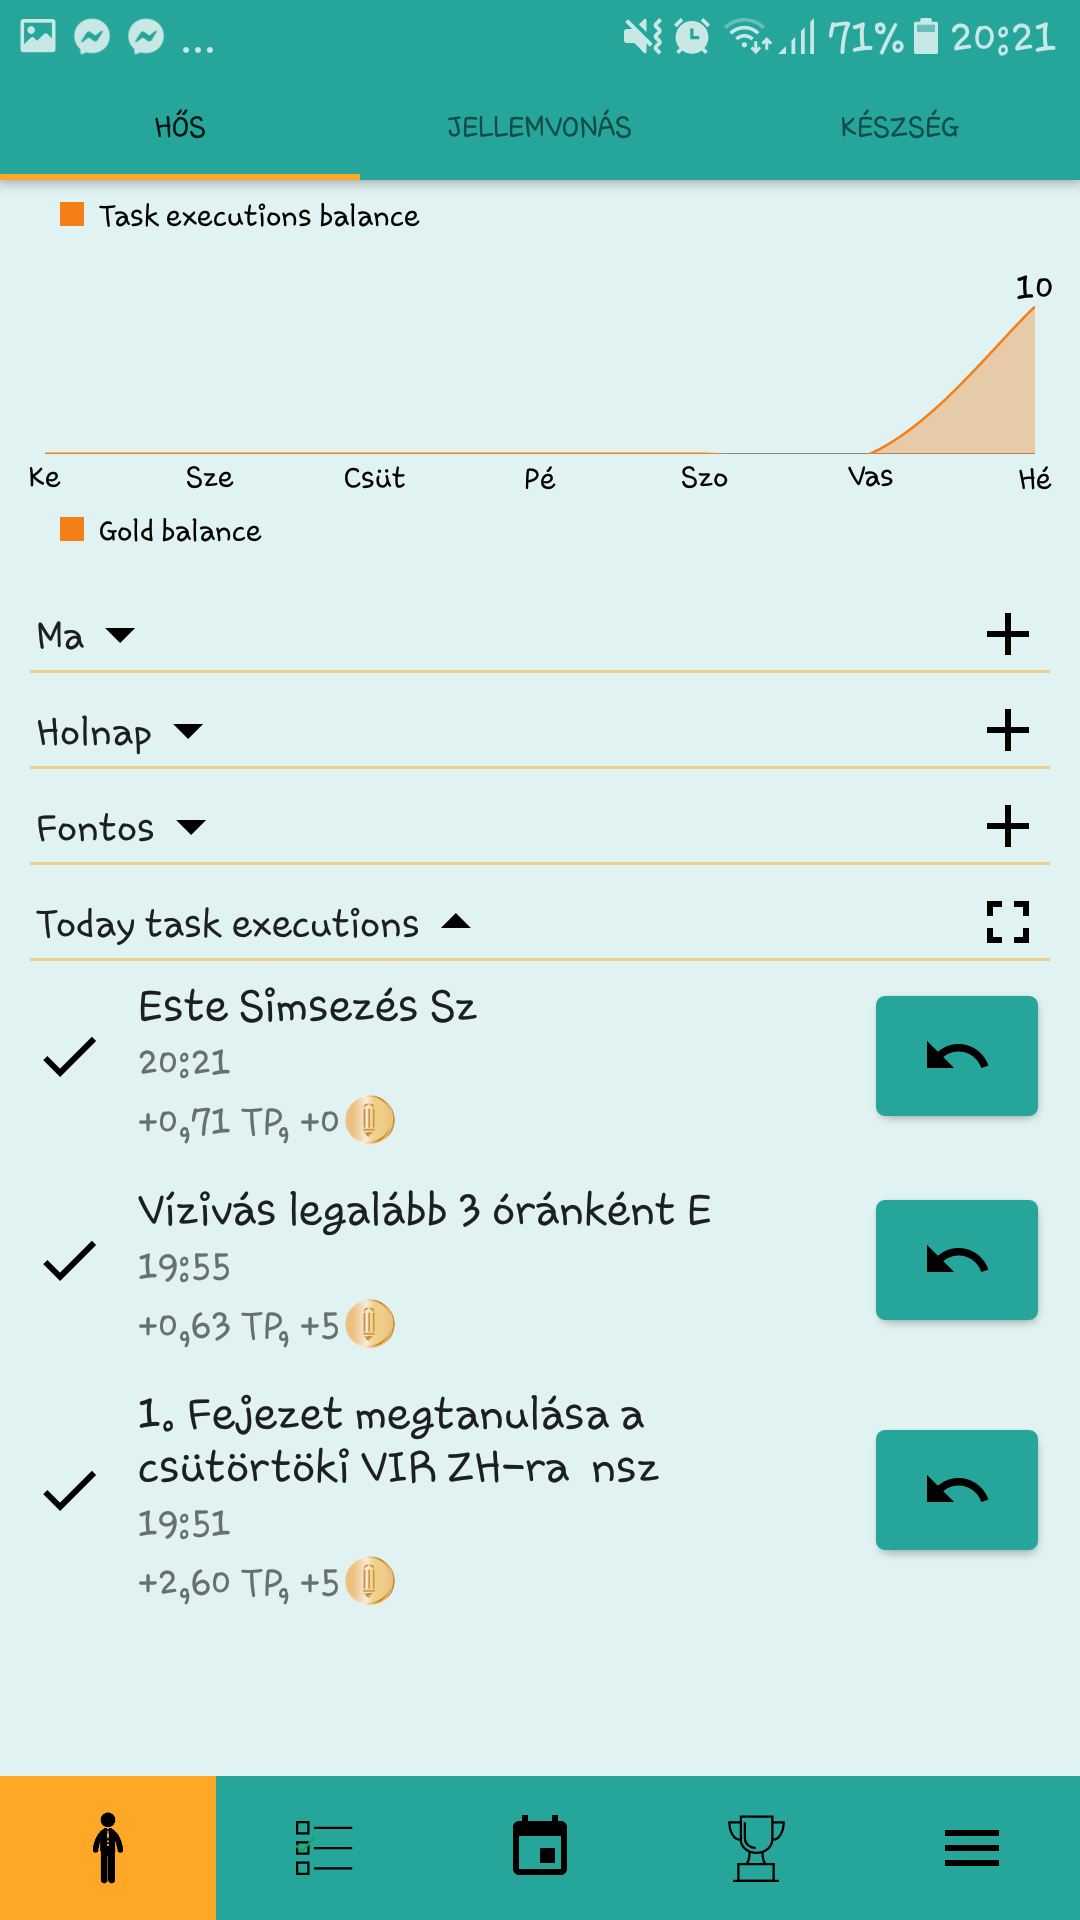 ... 71% 20:21
HŐS JELLEMVONÁS KÉSZSÉG
Task executions balance
10
Ke Sze Csüt Pé Szo Vas Hé
Gold balance
Ma
Holnap
Fontos
Today task executions
Este Simsezés Sz
20:21
+0,71 TP, +0
Vízivás legalább 3 óránként E
19:55
+0,63 TP, +5
1. Fejezet megtanulása a
csütörtöki VIR ZH-ra nsz
19:51
+2,60 TP, +5